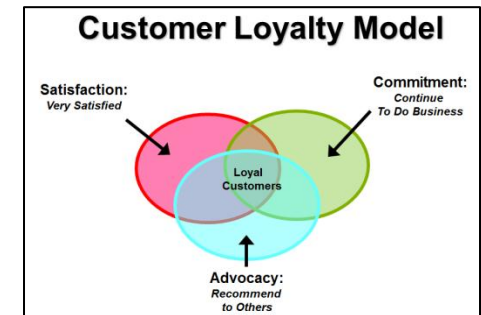 Customer Loyalty Model
Satisfaction:
Very Satisfied
Commitment:
Continue
To Do Business
Loyal
Customers
Advocacy:
Recommend
to Others